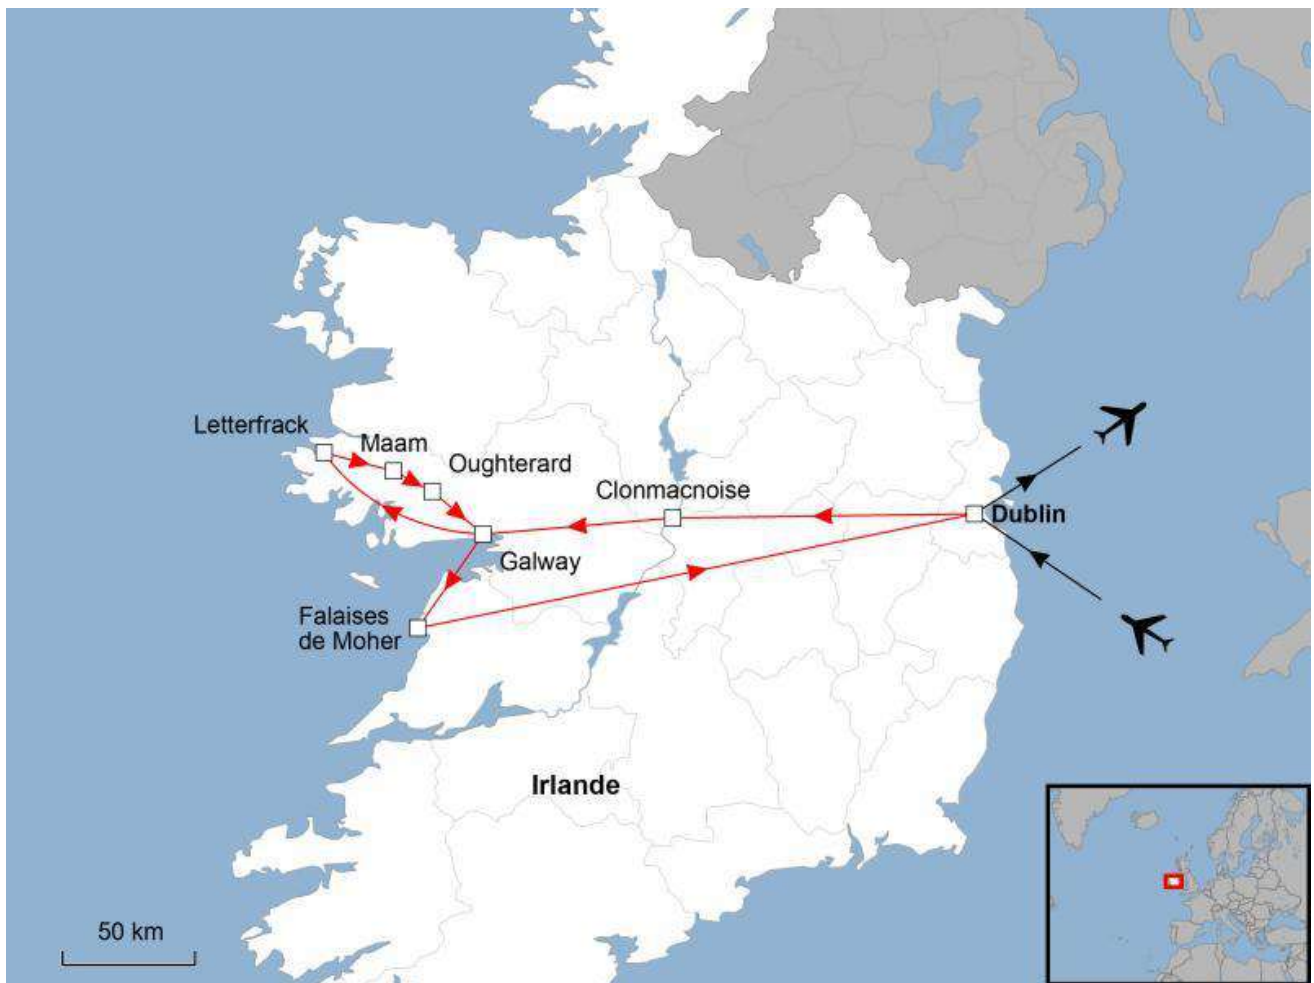 Letterfrack
Maam
Oughterard
Clonmacnoise
Dublin
Galway
Falaises
de Moher
Irlande
50 km